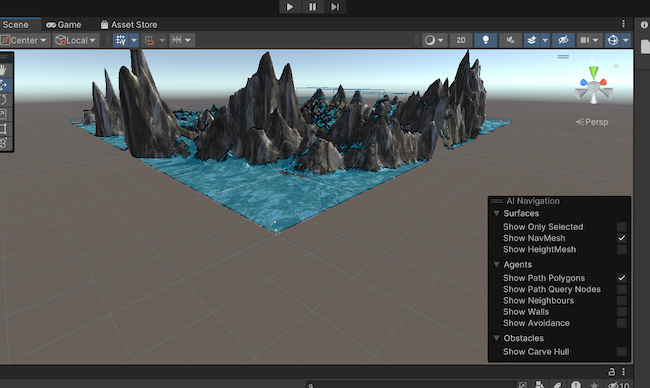 Scene Game Asset Store
Center Local 2D
Persp
AI Navigation
Surfaces
Show Only Selected
Show NavMesh
Show HeightMesh
Agents
Show Path Polygons
Show Path Query Nodes
Show Neighbours
Show Walls
Show Avoidance
Obstacles
Show Carve Hull
10